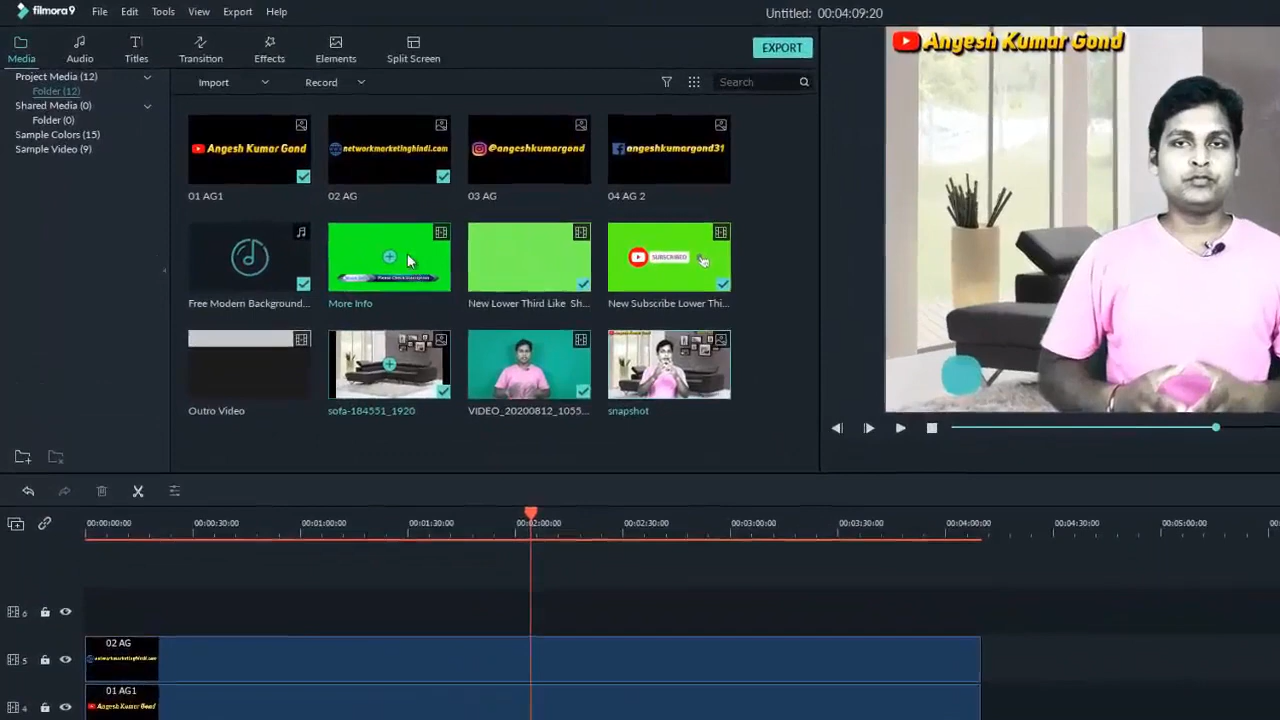 filmora9 File Edit Tools View Export Help Untitled: 00:04:09:20
Media Audio Titles Transition Effects Elements Split Screen EXPORT
Project Media (12)
Folder (12)
Shared Media (0)
Folder (0)
Sample Colors (15)
Sample Video (9)
Import Record Search
Angesh Kumar Gond
networkmarketinghindi.com
@angeshkumargond
angeshkumargond31
01 AG1 02 AG 03 AG 04 AG 2
SUBSCRIBED
Free Modern Background... More Info New Lower Third Like Sh... New Subscribe Lower Thi...
Outro Video sofa-184551_1920 VIDEO_20200812_1055... snapshot
Angesh Kumar Gond
00:00:00:00 00:00:30:00 00:01:00:00 00:01:30:00 00:02:00:00 00:02:30:00 00:03:00:00 00:03:30:00 00:04:00:00 00:04:30:00 00:05:00:00
6
02 AG
networkmarketinghindi.com
5
01 AG1
Angesh Kumar Gond
4